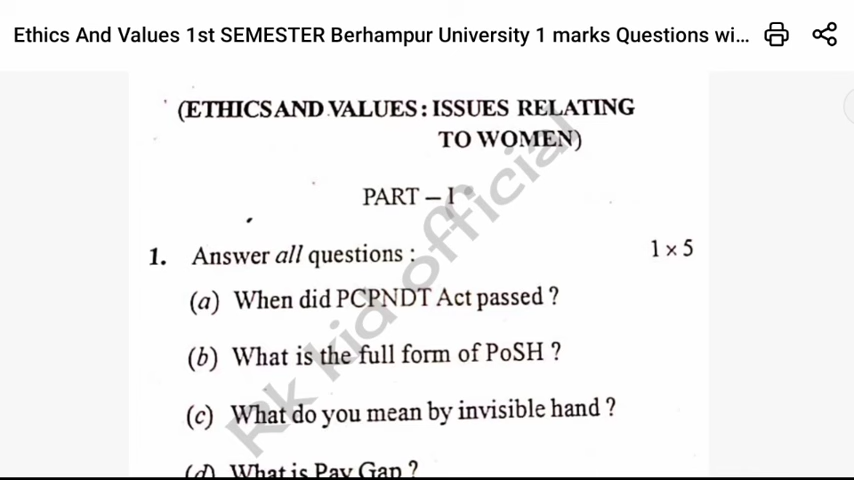 Ethics And Values 1st SEMESTER Berhampur University 1 marks Questions wi...
(ETHICS AND VALUES : ISSUES RELATING
TO WOMEN)
PART – I
1. Answer all questions : 1 × 5
(a) When did PCPNDT Act passed ?
(b) What is the full form of PoSH ?
(c) What do you mean by invisible hand ?
(d) What is Pay Gap ?
Rk kid official